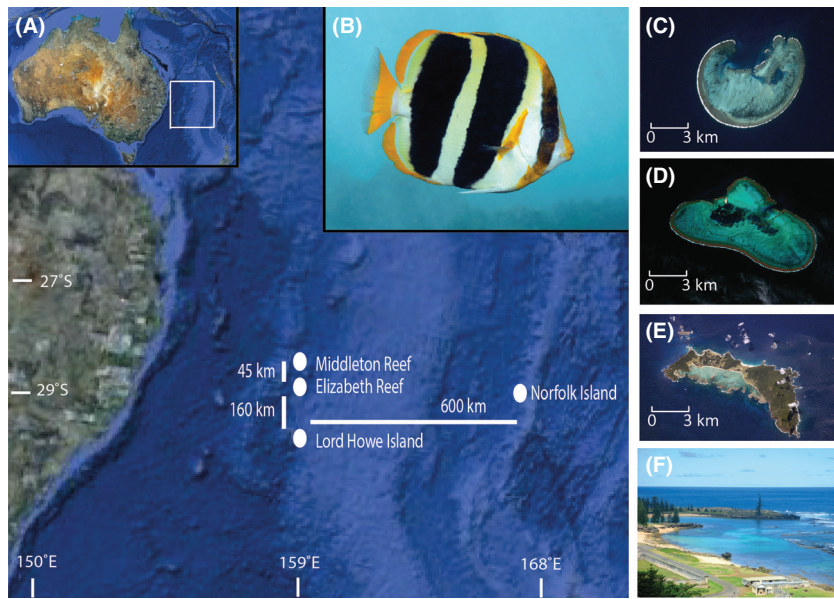 (A)
(B)
(C)
0 3 km
(D)
0 3 km
(E)
0 3 km
(F)
27°S
29°S
45 km
160 km
Middleton Reef
Elizabeth Reef
Lord Howe Island
600 km
Norfolk Island
150°E
159°E
168°E